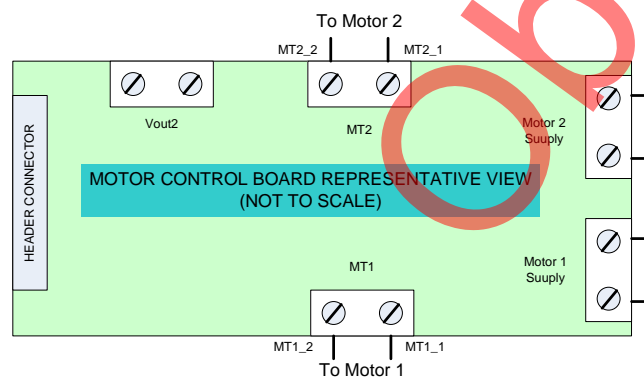 To Motor 2
MT2_2
MT2_1
Vout2
MT2
Motor 2
Suuply
HEADER CONNECTOR
MOTOR CONTROL BOARD REPRESENTATIVE VIEW
(NOT TO SCALE)
MT1
Motor 1
Suuply
MT1_2
MT1_1
To Motor 1
Ob